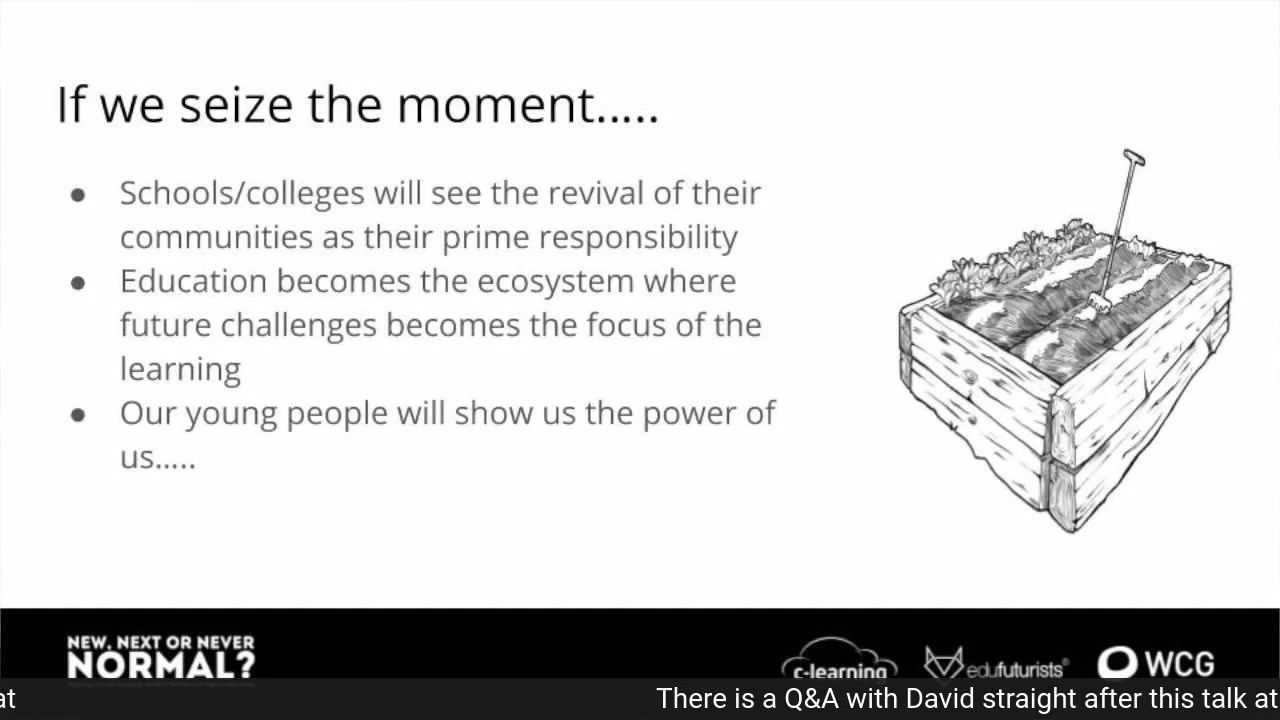 If we seize the moment.....
● Schools/colleges will see the revival of their
communities as their prime responsibility
● Education becomes the ecosystem where
future challenges becomes the focus of the
learning
● Our young people will show us the power of
us.....
NEW, NEXT OR NEVER
NORMAL?
c-learning
edufuturists®
WCG
at
There is a Q&A with David straight after this talk at